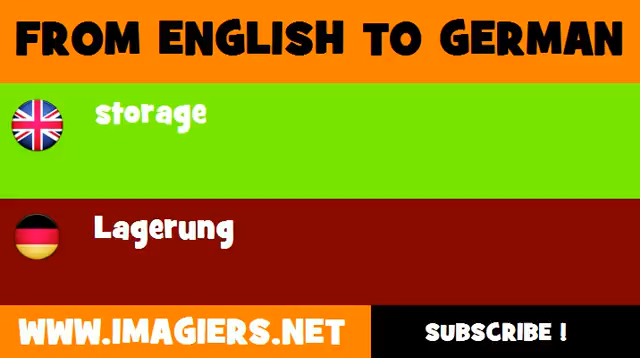 FROM ENGLISH TO GERMAN
storage
Lagerung
WWW.IMAGIERS.NET
SUBSCRIBE !